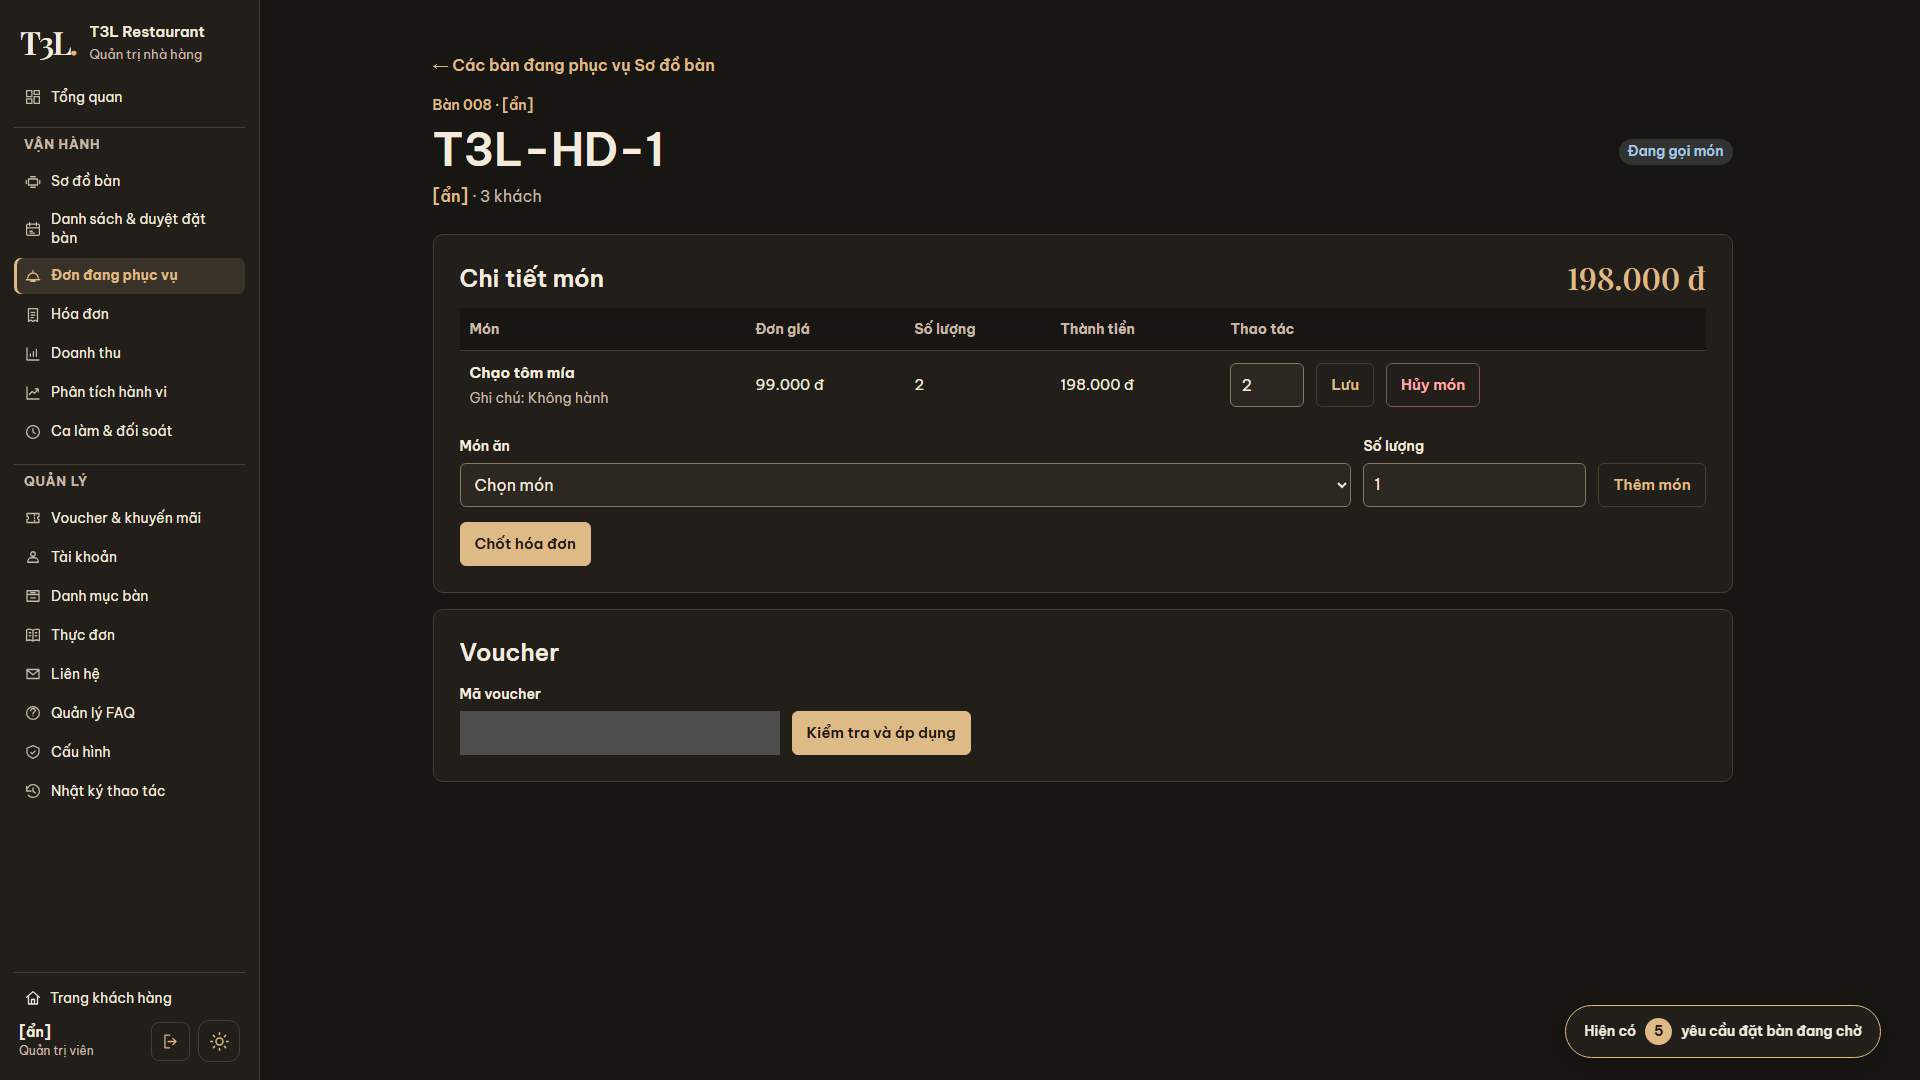 T3L.
T3L Restaurant
Quản trị nhà hàng
Tổng quan
VẬN HÀNH
Sơ đồ bàn
Danh sách & duyệt đặt
bàn
Đơn đang phục vụ
Hóa đơn
Doanh thu
Phân tích hành vi
Ca làm & đối soát
QUẢN LÝ
Voucher & khuyến mãi
Tài khoản
Danh mục bàn
Thực đơn
Liên hệ
Quản lý FAQ
Cấu hình
Nhật ký thao tác
Trang khách hàng
[ẩn]
Quản trị viên
← Các bàn đang phục vụ Sơ đồ bàn
Bàn 008 · [ẩn]
T3L-HD-1
Đang gọi món
[ẩn] · 3 khách
Chi tiết món
198.000 đ
Món Đơn giá Số lượng Thành tiền Thao tác
Chạo tôm mía
Ghi chú: Không hành
99.000 đ 2 198.000 đ 2 Lưu Hủy món
Món ăn Số lượng
Chọn món 1 Thêm món
Chốt hóa đơn
Voucher
Mã voucher
Kiểm tra và áp dụng
Hiện có 5 yêu cầu đặt bàn đang chờ